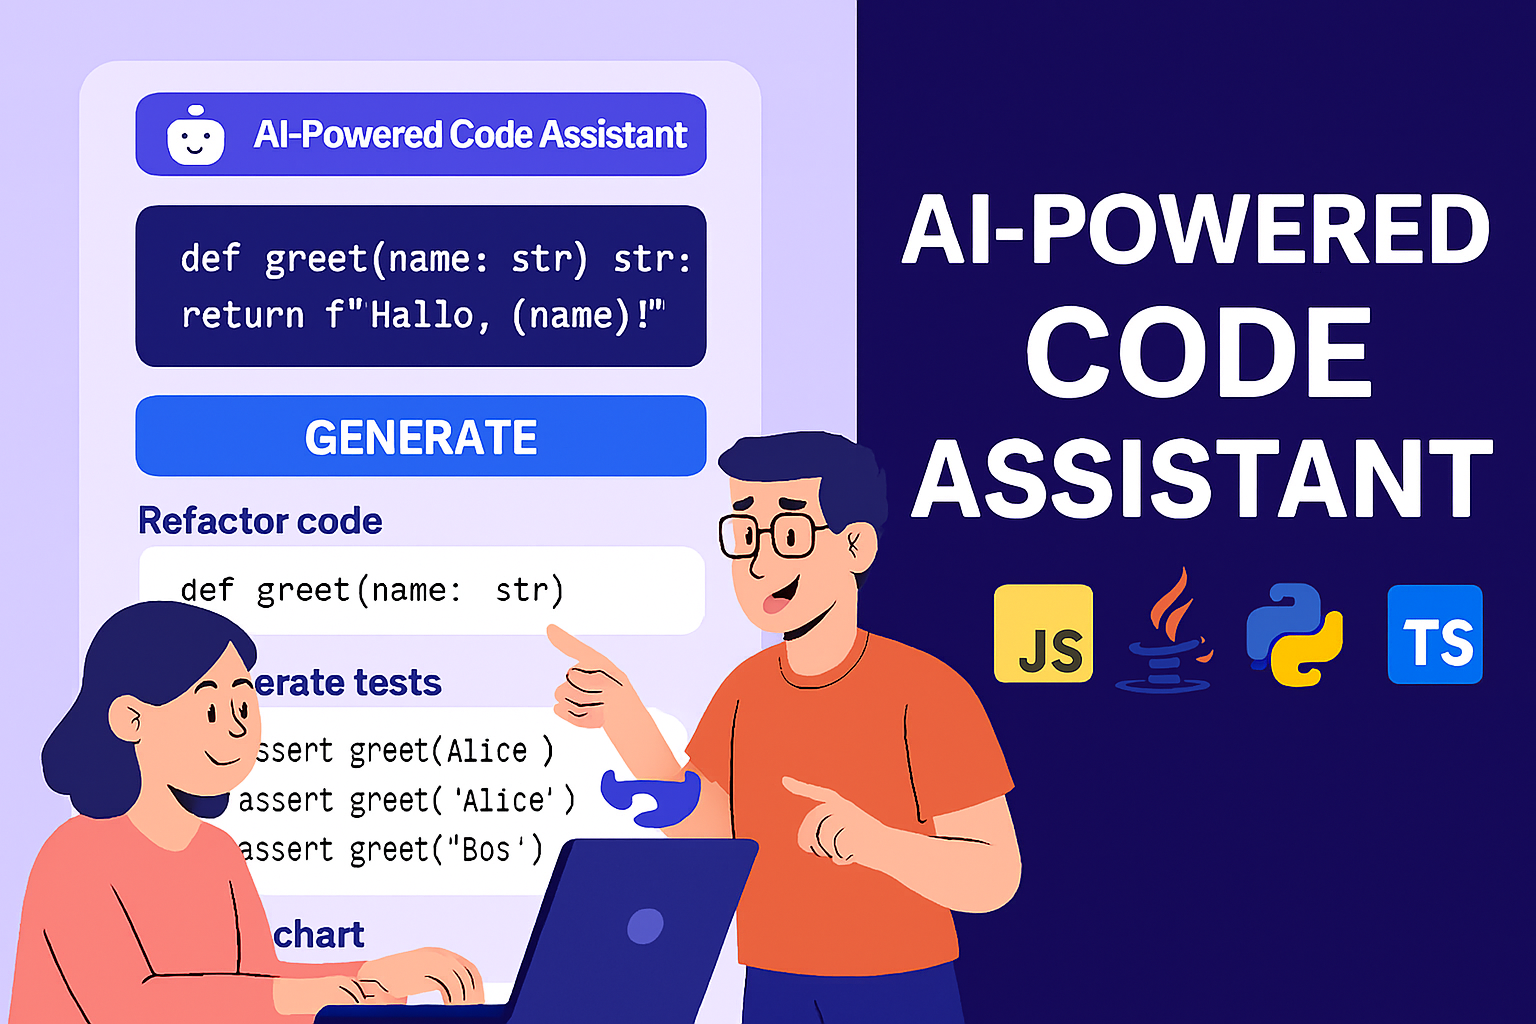 AI-Powered Code Assistant
def greet(name: str) str:
return f"Hallo, (name)!"
GENERATE
Refactor code
def greet(name: str)
erate tests
ssert greet(Alice )
assert greet( 'Alice' )
assert greet("Bos')
chart
AI-POWERED
CODE
ASSISTANT
JS
TS